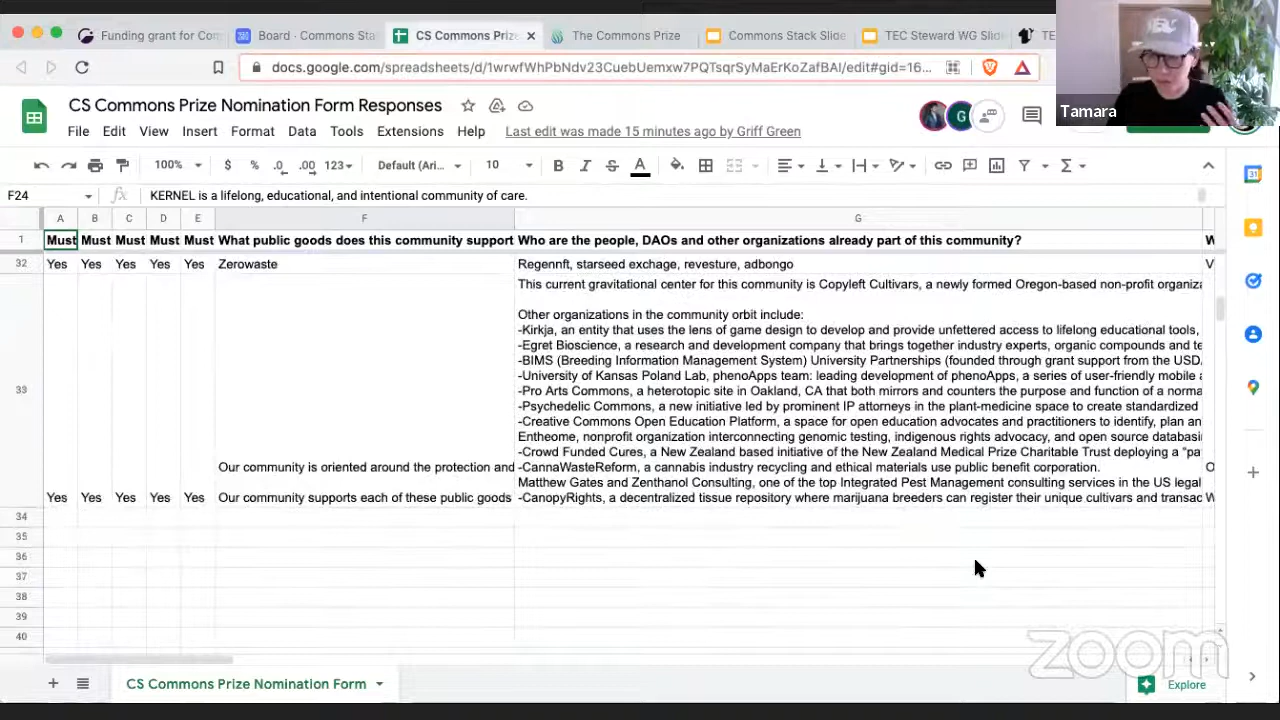 Funding grant for Com
Board · Commons Sta
CS Commons Prize
The Commons Prize
Commons Stack Slide
TEC Steward WG Slid
TE
docs.google.com/spreadsheets/d/1wrwfWhPbNdv23CuebUemxw7PQTsqrSyMaErKoZafBAI/edit#gid=16...
Tamara
CS Commons Prize Nomination Form Responses
File Edit View Insert Format Data Tools Extensions Help Last edit was made 15 minutes ago by Griff Green
G
100% $ % .0 .00 123 Default (Ari... 10 B I S A
F24 fx KERNEL is a lifelong, educational, and intentional community of care.
A B C D E F G
1 Must Must Must Must Must What public goods does this community support Who are the people, DAOs and other organizations already part of this community? W
32 Yes Yes Yes Yes Yes Zerowaste Regennft, starseed exchage, revesture, adbongo V
This current gravitational center for this community is Copyleft Cultivars, a newly formed Oregon-based non-profit organiza
Other organizations in the community orbit include:
-Kirkja, an entity that uses the lens of game design to develop and provide unfettered access to lifelong educational tools,
-Egret Bioscience, a research and development company that brings together industry experts, organic compounds and te
-BIMS (Breeding Information Management System) University Partnerships (founded through grant support from the USDA
-University of Kansas Poland Lab, phenoApps team: leading development of phenoApps, a series of user-friendly mobile a
33 -Pro Arts Commons, a heterotopic site in Oakland, CA that both mirrors and counters the purpose and function of a norma
-Psychedelic Commons, a new initiative led by prominent IP attorneys in the plant-medicine space to create standardized
-Creative Commons Open Education Platform, a space for open education advocates and practitioners to identify, plan an
Entheome, nonprofit organization interconnecting genomic testing, indigenous rights advocacy, and open source databasi
-Crowd Funded Cures, a New Zealand based initiative of the New Zealand Medical Prize Charitable Trust deploying a "pa
Our community is oriented around the protection and -CannaWasteReform, a cannabis industry recycling and ethical materials use public benefit corporation. O
Matthew Gates and Zenthanol Consulting, one of the top Integrated Pest Management consulting services in the US legal
Yes Yes Yes Yes Yes Our community supports each of these public goods -CanopyRights, a decentralized tissue repository where marijuana breeders can register their unique cultivars and transac W
34
35
36
37
38
39
40
zoom
CS Commons Prize Nomination Form
Explore